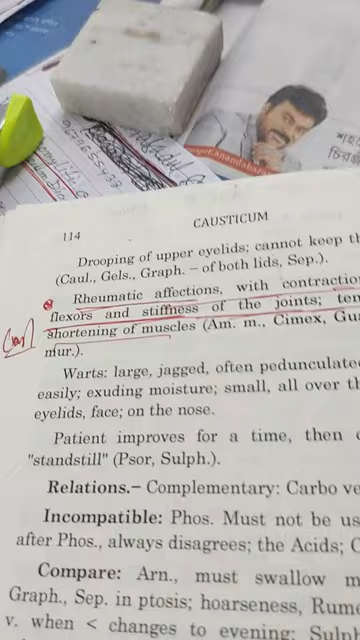 9679655438
শহরে
114
CAUSTICUM
Drooping of upper eyelids; cannot keep th
(Caul., Gels., Graph. – of both lids, Sep.).
Rheumatic affections, with contractio
flexors and stiffness of the joints; ten
shortening of muscles (Am. m., Cimex, Gua
mur.).
Warts: large, jagged, often pedunculate
easily; exuding moisture; small, all over th
eyelids, face; on the nose.
Patient improves for a time, then c
"standstill" (Psor, Sulph.).
Relations.– Complementary: Carbo ve
Incompatible: Phos. Must not be us
after Phos., always disagrees; the Acids; C
Compare: Arn., must swallow m
Graph., Sep. in ptosis; hoarseness, Rume
v. when < changes to evening; Sulph